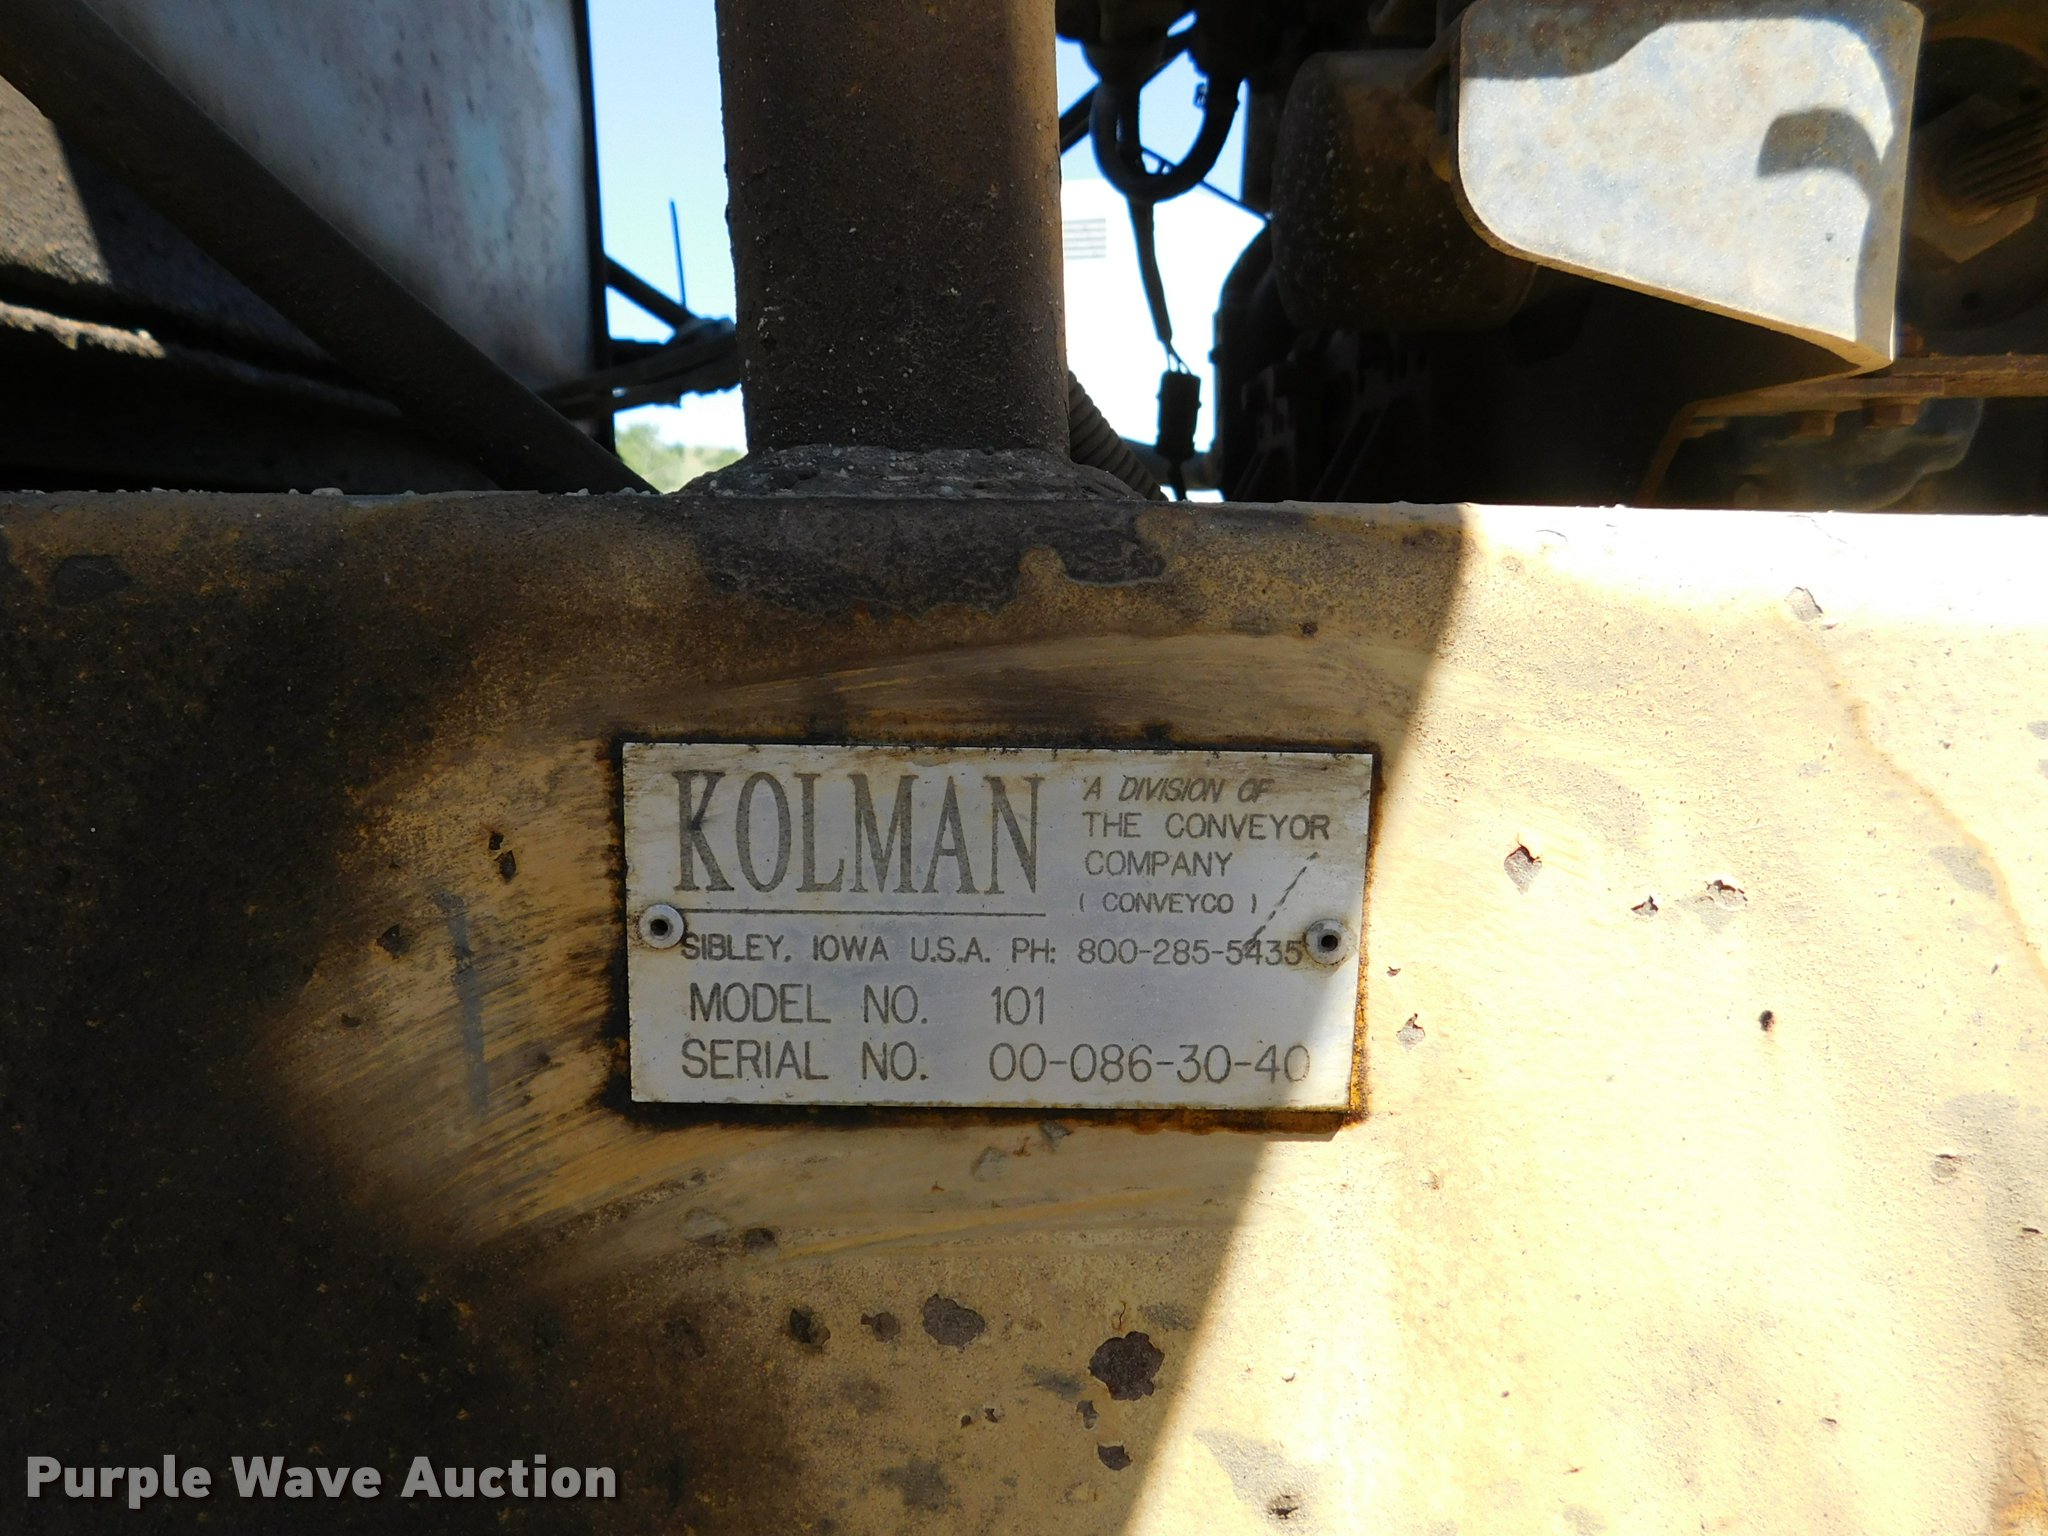 KOLMAN
A DIVISION OF
THE CONVEYOR
COMPANY
( CONVEYCO )
SIBLEY, IOWA U.S.A. PH: 800-285-5435
MODEL NO. 101
SERIAL NO. 00-086-30-40
Purple Wave Auction